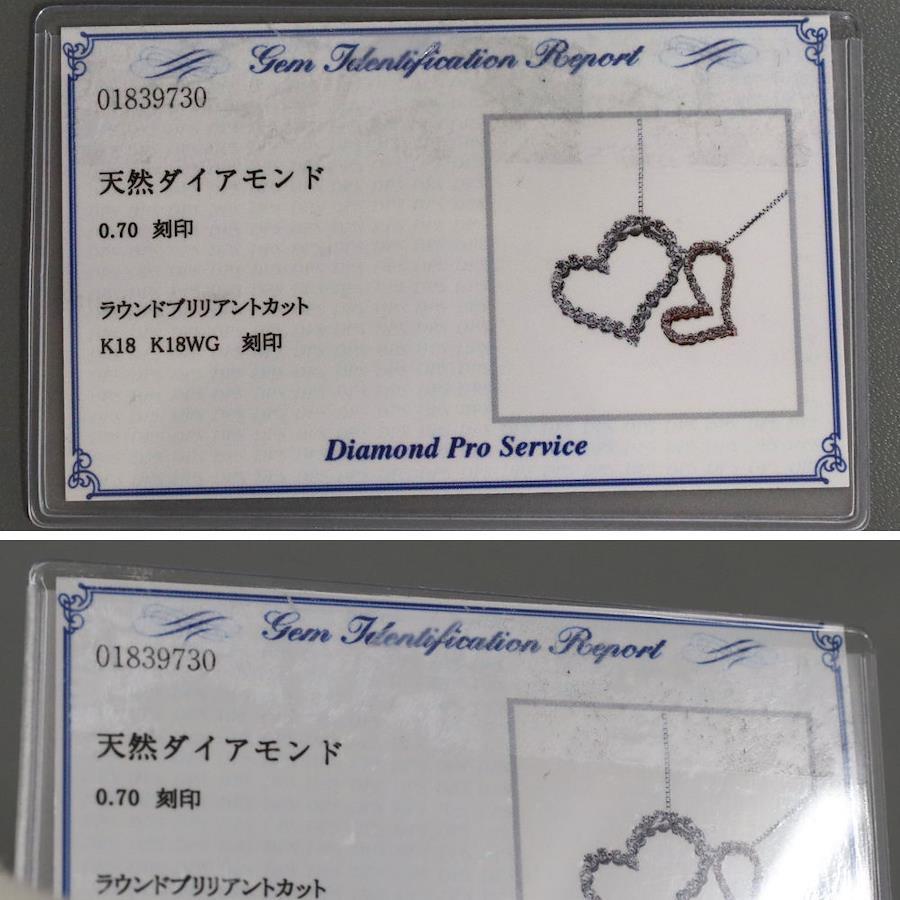 Gem Identification Report
01839730
天然ダイアモンド
0.70 刻印
ラウンドブリリアントカット
K18 K18WG 刻印
Diamond Pro Service
Gem Identification Report
01839730
天然ダイアモンド
0.70 刻印
ラウンドブリリアントカット